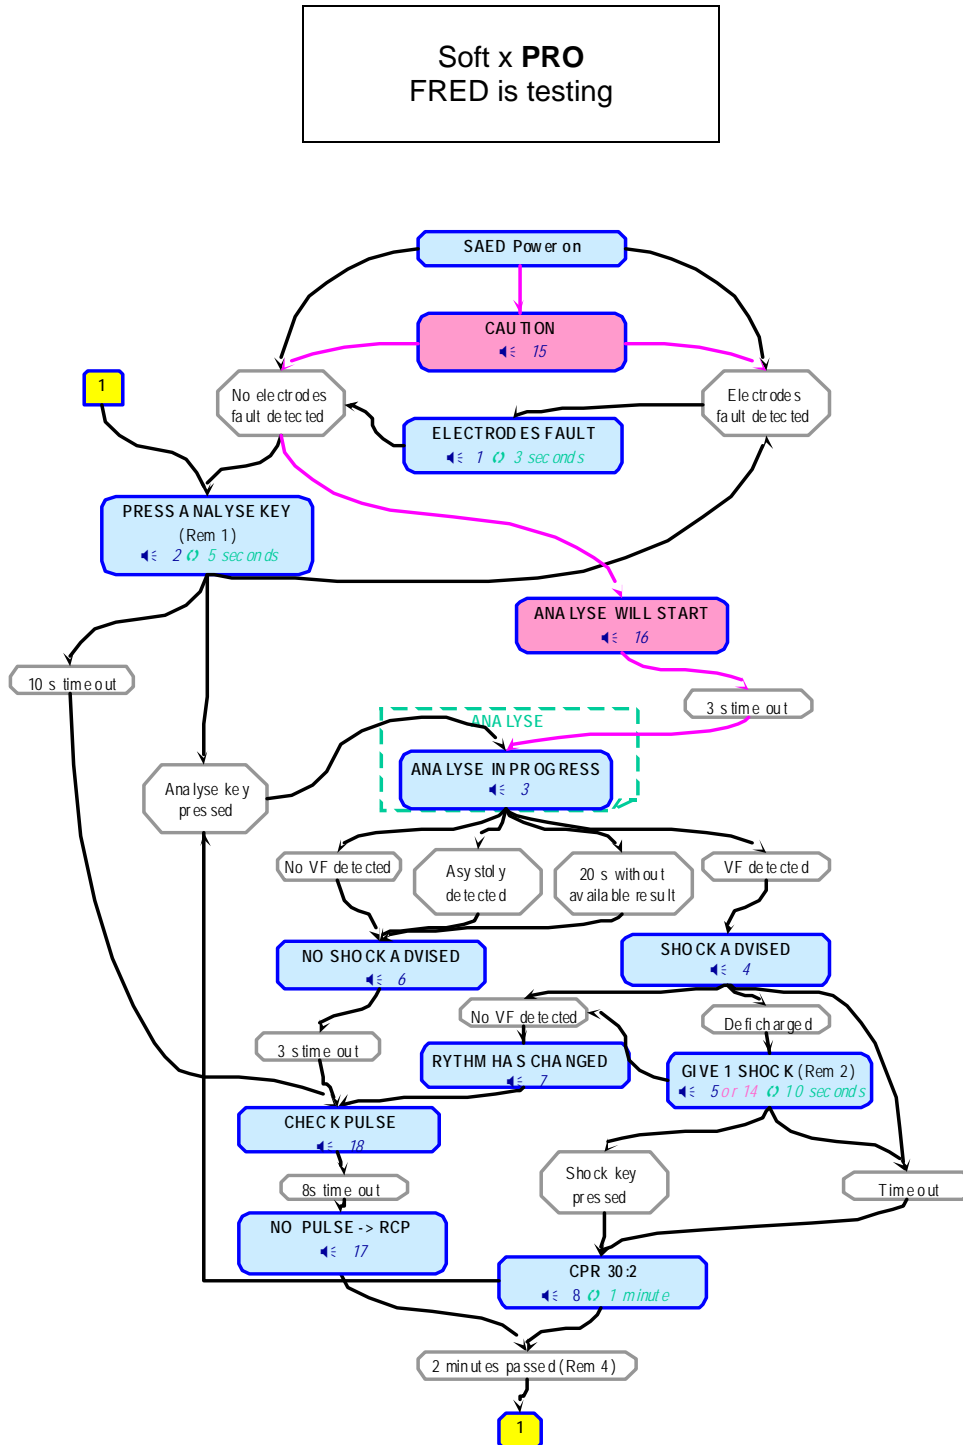 Soft x PRO
FRED is testing
SAED Power on
CAUTION
15
1
No electrodes
fault detected
Electrodes
fault detected
ELECTRODES FAULT
1 3 seconds
PRESS ANALYSE KEY
(Rem 1)
2 5 seconds
ANALYSE WILL START
16
10 s time out
3 s time out
ANALYSE
ANALYSE IN PROGRESS
3
Analyse key
pressed
No VF detected
Asystoly
detected
20 s without
available result
VF detected
NO SHOCK ADVISED
6
SHOCK ADVISED
4
No VF detected
Defi charged
3 s time out
RYTHM HAS CHANGED
7
GIVE 1 SHOCK (Rem 2)
5 or 14 10 seconds
CHECK PULSE
18
8s time out
Shock key
pressed
Time out
NO PULSE -> RCP
17
CPR 30:2
8 1 minute
2 minutes passed (Rem 4)
1